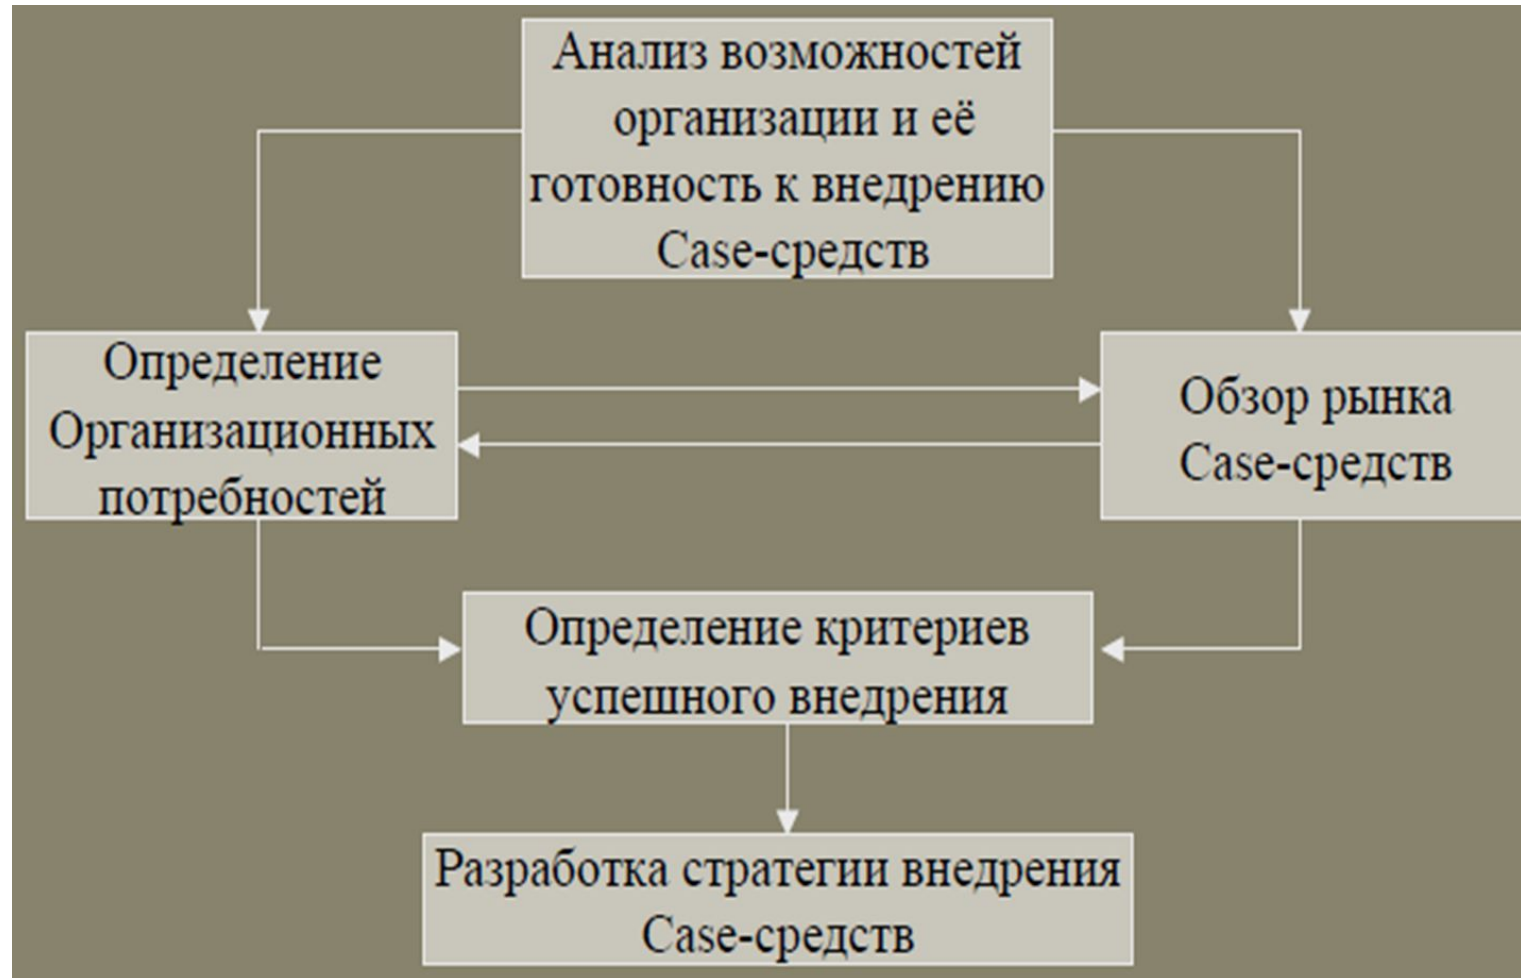 Анализ возможностей
организации и её
готовность к внедрению
Case-средств
Определение
Организационных
потребностей
Обзор рынка
Case-средств
Определение критериев
успешного внедрения
Разработка стратегии внедрения
Case-средств